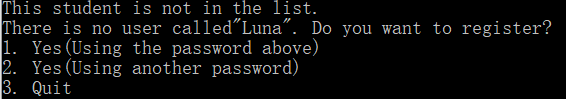 This student is not in the list.
There is no user called"Luna". Do you want to register?
1. Yes(Using the password above)
2. Yes(Using another password)
3. Quit